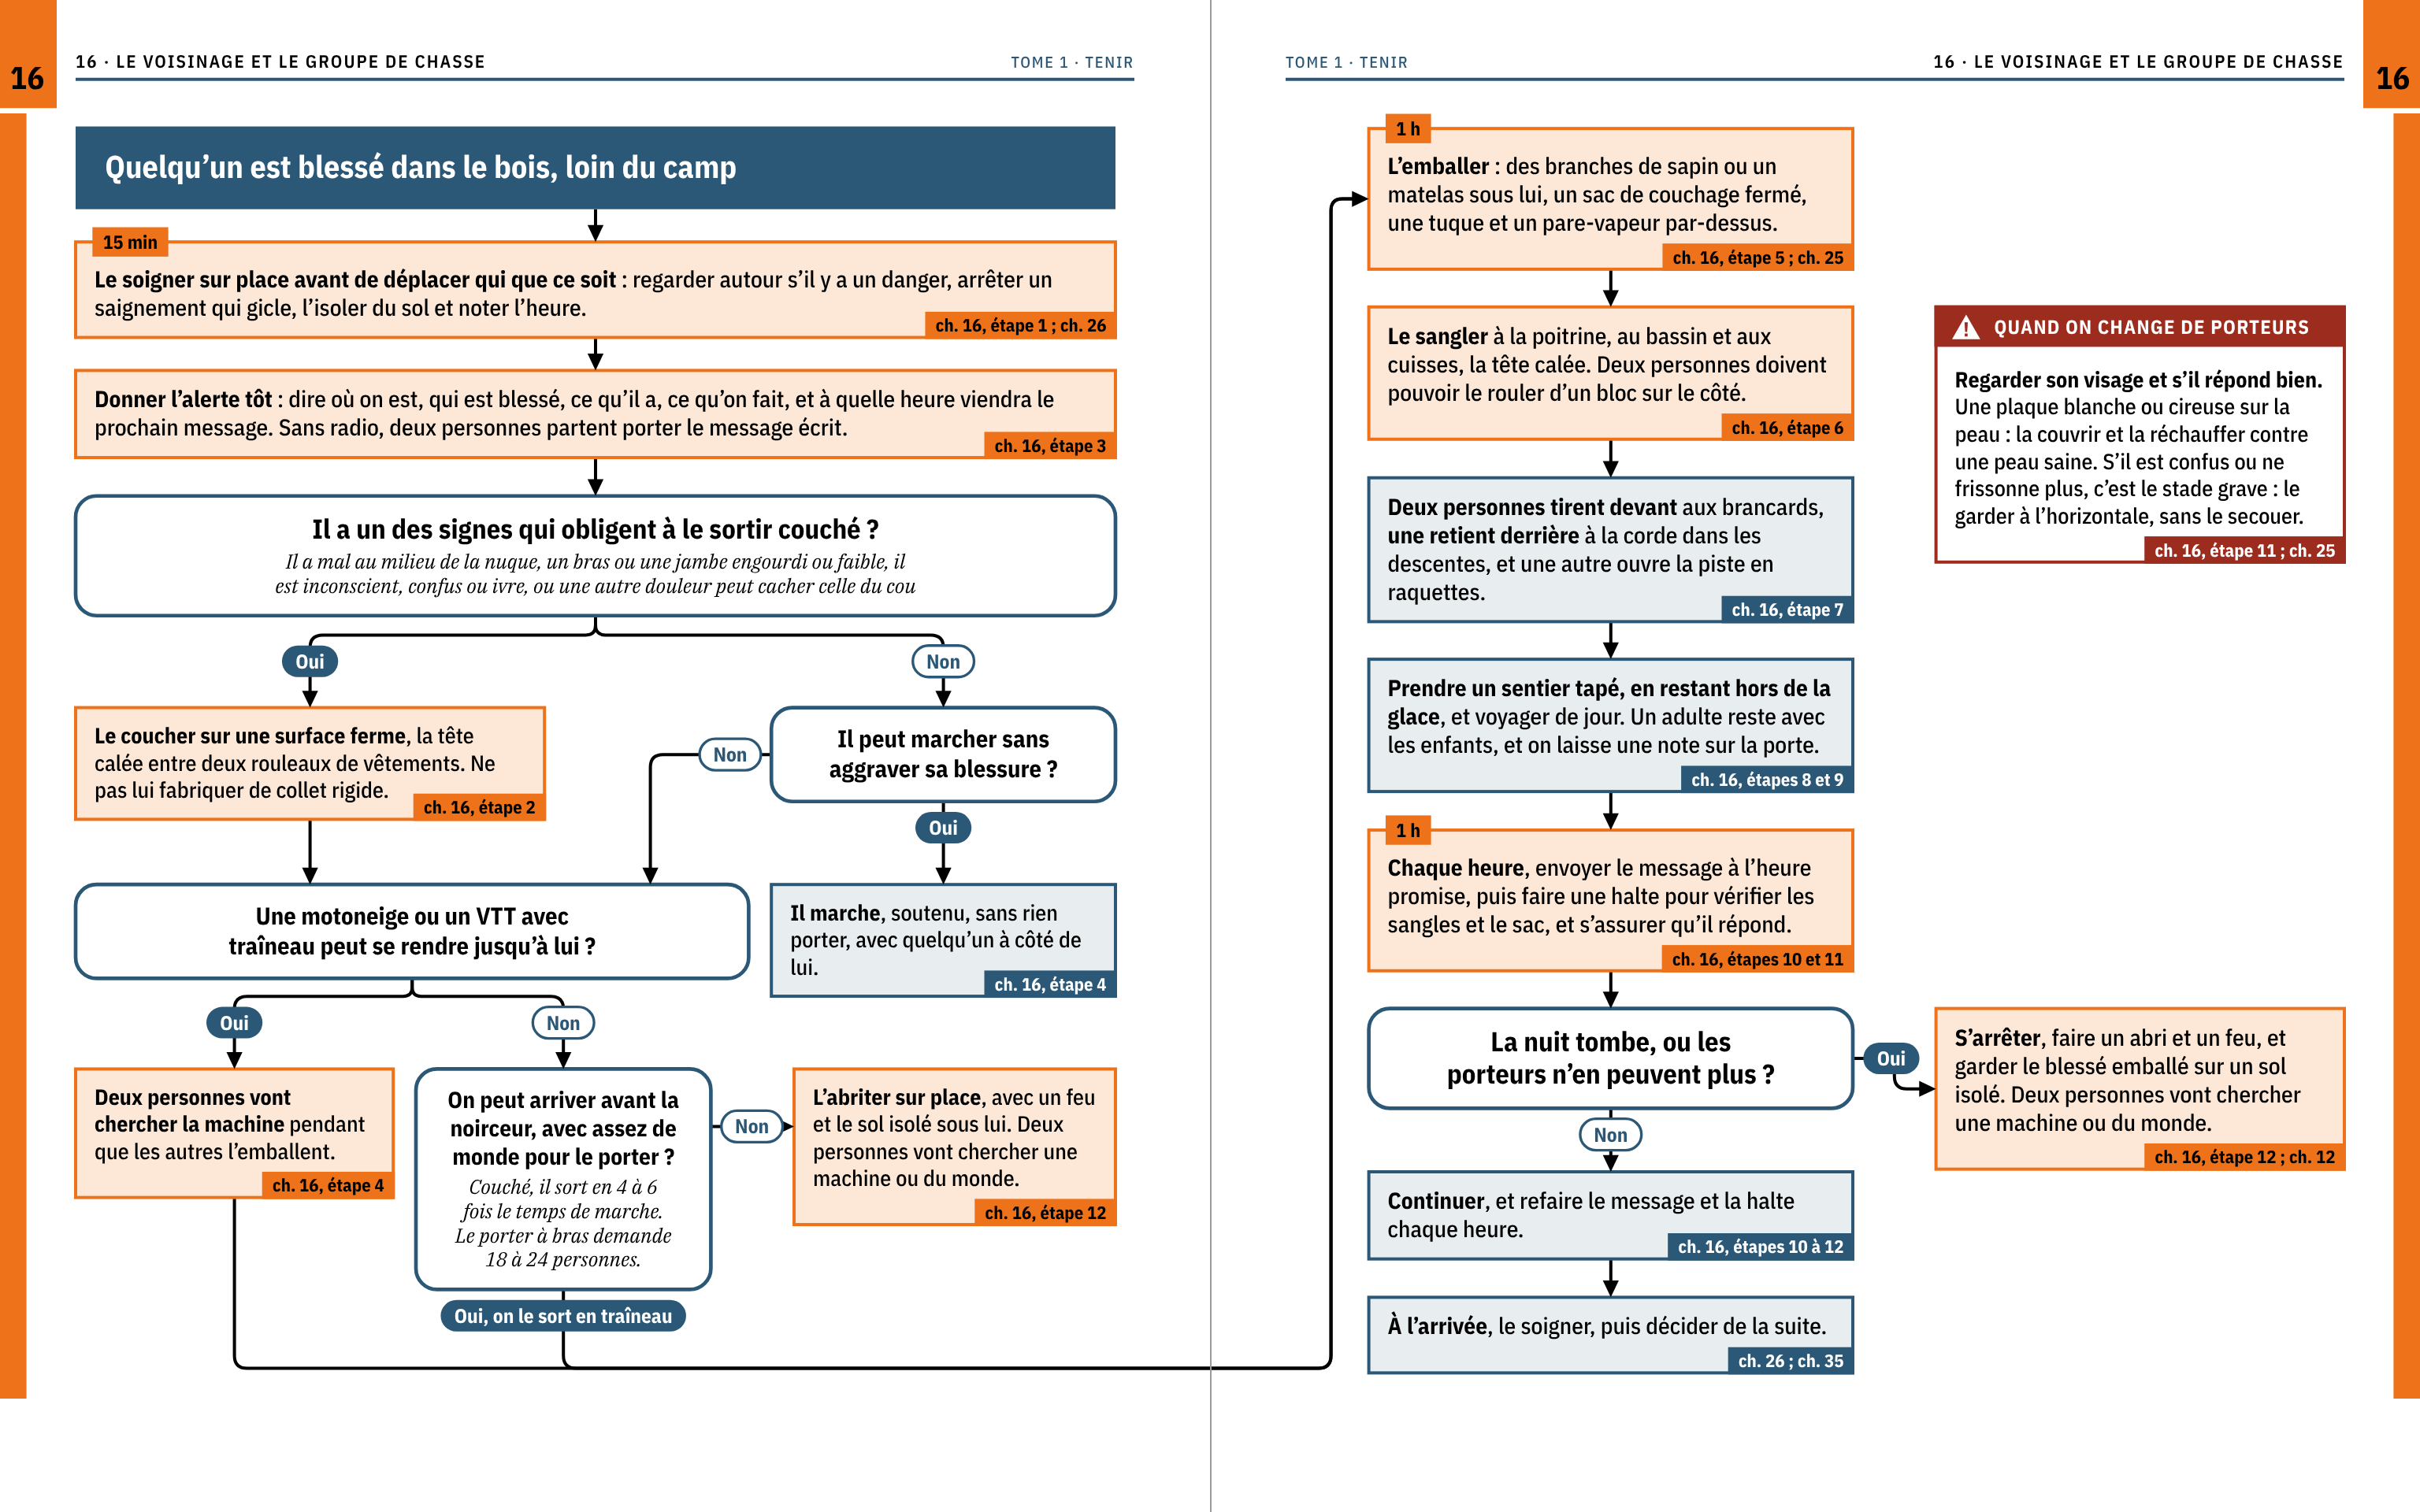 16
16 · LE VOISINAGE ET LE GROUPE DE CHASSE
TOME 1 · TENIR
Quelqu’un est blessé dans le bois, loin du camp
15 min
Le soigner sur place avant de déplacer qui que ce soit : regarder autour s’il y a un danger, arrêter un
saignement qui gicle, l’isoler du sol et noter l’heure.
ch. 16, étape 1 ; ch. 26
Donner l’alerte tôt : dire où on est, qui est blessé, ce qu’il a, ce qu’on fait, et à quelle heure viendra le
prochain message. Sans radio, deux personnes partent porter le message écrit.
ch. 16, étape 3
Il a un des signes qui obligent à le sortir couché ?
Il a mal au milieu de la nuque, un bras ou une jambe engourdi ou faible, il
est inconscient, confus ou ivre, ou une autre douleur peut cacher celle du cou
Oui
Non
Le coucher sur une surface ferme, la tête
calée entre deux rouleaux de vêtements. Ne
pas lui fabriquer de collet rigide.
ch. 16, étape 2
Non
Il peut marcher sans
aggraver sa blessure ?
Oui
Une motoneige ou un VTT avec
traîneau peut se rendre jusqu’à lui ?
Il marche, soutenu, sans rien
porter, avec quelqu’un à côté de
lui.
ch. 16, étape 4
Oui
Non
Deux personnes vont
chercher la machine pendant
que les autres l’emballent.
ch. 16, étape 4
On peut arriver avant la
noirceur, avec assez de
monde pour le porter ?
Couché, il sort en 4 à 6
fois le temps de marche.
Le porter à bras demande
18 à 24 personnes.
Non
L’abriter sur place, avec un feu
et le sol isolé sous lui. Deux
personnes vont chercher une
machine ou du monde.
ch. 16, étape 12
Oui, on le sort en traîneau
TOME 1 · TENIR
16 · LE VOISINAGE ET LE GROUPE DE CHASSE
16
1 h
L’emballer : des branches de sapin ou un
matelas sous lui, un sac de couchage fermé,
une tuque et un pare-vapeur par-dessus.
ch. 16, étape 5 ; ch. 25
Le sangler à la poitrine, au bassin et aux
cuisses, la tête calée. Deux personnes doivent
pouvoir le rouler d’un bloc sur le côté.
ch. 16, étape 6
QUAND ON CHANGE DE PORTEURS
Regarder son visage et s’il répond bien.
Une plaque blanche ou cireuse sur la
peau : la couvrir et la réchauffer contre
une peau saine. S’il est confus ou ne
frissonne plus, c’est le stade grave : le
garder à l’horizontale, sans le secouer.
ch. 16, étape 11 ; ch. 25
Deux personnes tirent devant aux brancards,
une retient derrière à la corde dans les
descentes, et une autre ouvre la piste en
raquettes.
ch. 16, étape 7
Prendre un sentier tapé, en restant hors de la
glace, et voyager de jour. Un adulte reste avec
les enfants, et on laisse une note sur la porte.
ch. 16, étapes 8 et 9
1 h
Chaque heure, envoyer le message à l’heure
promise, puis faire une halte pour vérifier les
sangles et le sac, et s’assurer qu’il répond.
ch. 16, étapes 10 et 11
La nuit tombe, ou les
porteurs n’en peuvent plus ?
Oui
S’arrêter, faire un abri et un feu, et
garder le blessé emballé sur un sol
isolé. Deux personnes vont chercher
une machine ou du monde.
ch. 16, étape 12 ; ch. 12
Non
Continuer, et refaire le message et la halte
chaque heure.
ch. 16, étapes 10 à 12
À l’arrivée, le soigner, puis décider de la suite.
ch. 26 ; ch. 35